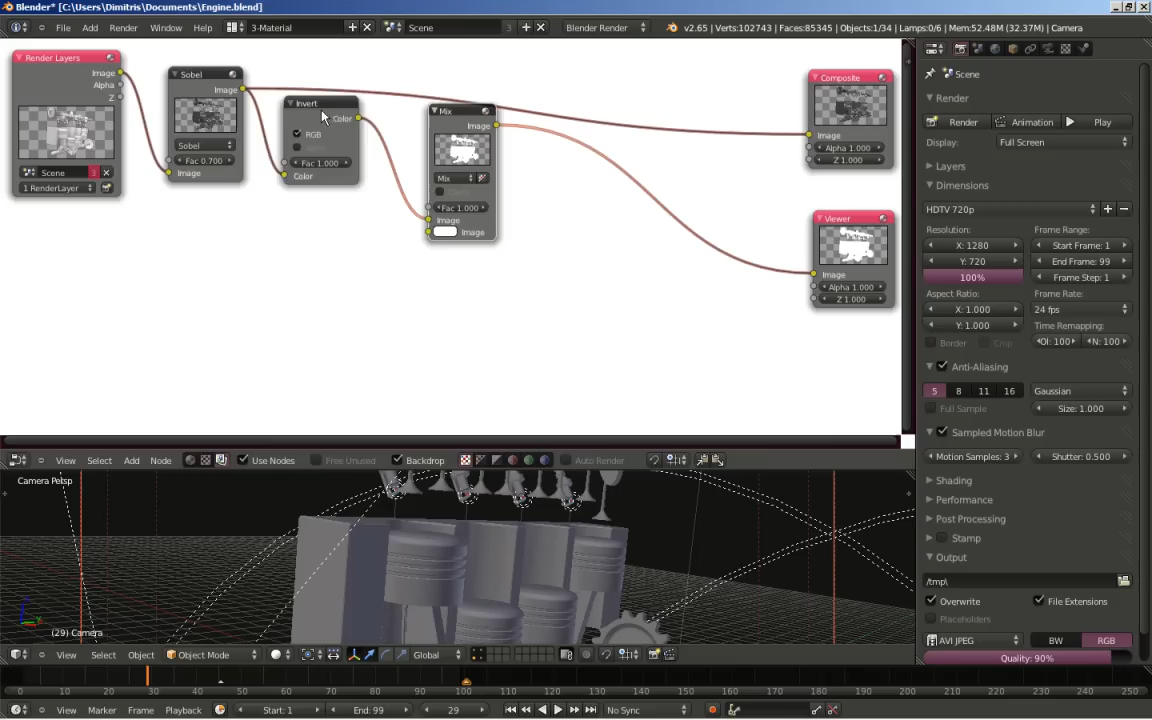 Blender* [C:\Users\Dimitris\Documents\Engine.blend]
File Add Render Window Help 3-Material Scene 3 Blender Render v2.65 | Verts:102743 | Faces:85345 | Objects:1/34 | Lamps:0/6 | Mem:52.48M (32.37M) | Camera
Render Layers
Image
Alpha
Z
Scene 3
1 RenderLayer
Sobel
Image
Sobel
Fac 0.700
Image
Invert
Color
RGB
Fac 1.000
Color
Mix
Image
Mix
Fac 1.000
Image
Image
Composite
Image
Alpha 1.000
Z 1.000
Viewer
Image
Alpha 1.000
Z 1.000
Scene
Render
Render Animation Play
Display: Full Screen
Layers
Dimensions
HDTV 720p
Resolution: Frame Range:
X: 1280 Start Frame: 1
Y: 720 End Frame: 99
100% Frame Step: 1
Aspect Ratio: Frame Rate:
X: 1.000 24 fps
Y: 1.000 Time Remapping:
Border Crop OI: 100 N: 100
Anti-Aliasing
5 8 11 16 Gaussian
Full Sample Size: 1.000
Sampled Motion Blur
Motion Samples: 3 Shutter: 0.500
Shading
Performance
Post Processing
Stamp
Output
/tmp\
Overwrite File Extensions
Placeholders
AVI JPEG BW RGB
Quality: 90%
View Select Add Node Use Nodes Free Unused Backdrop Auto Render
Camera Persp
(29) Camera
View Select Object Object Mode Global
0 10 20 30 40 50 60 70 80 90 100 110 120 130 140 150 160 170 180 190 200 210 220 230 240 250
View Marker Frame Playback Start: 1 End: 99 29 No Sync